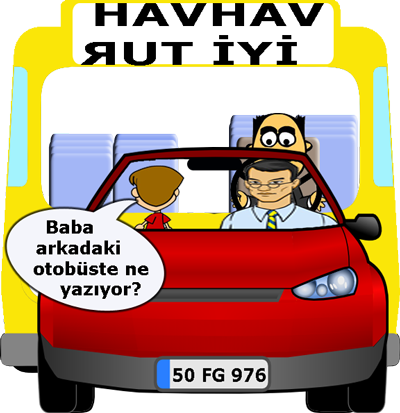 HAVHAV
ЯUT İYİ
Baba
arkadaki
otobüste ne
yazıyor?
50 FG 976